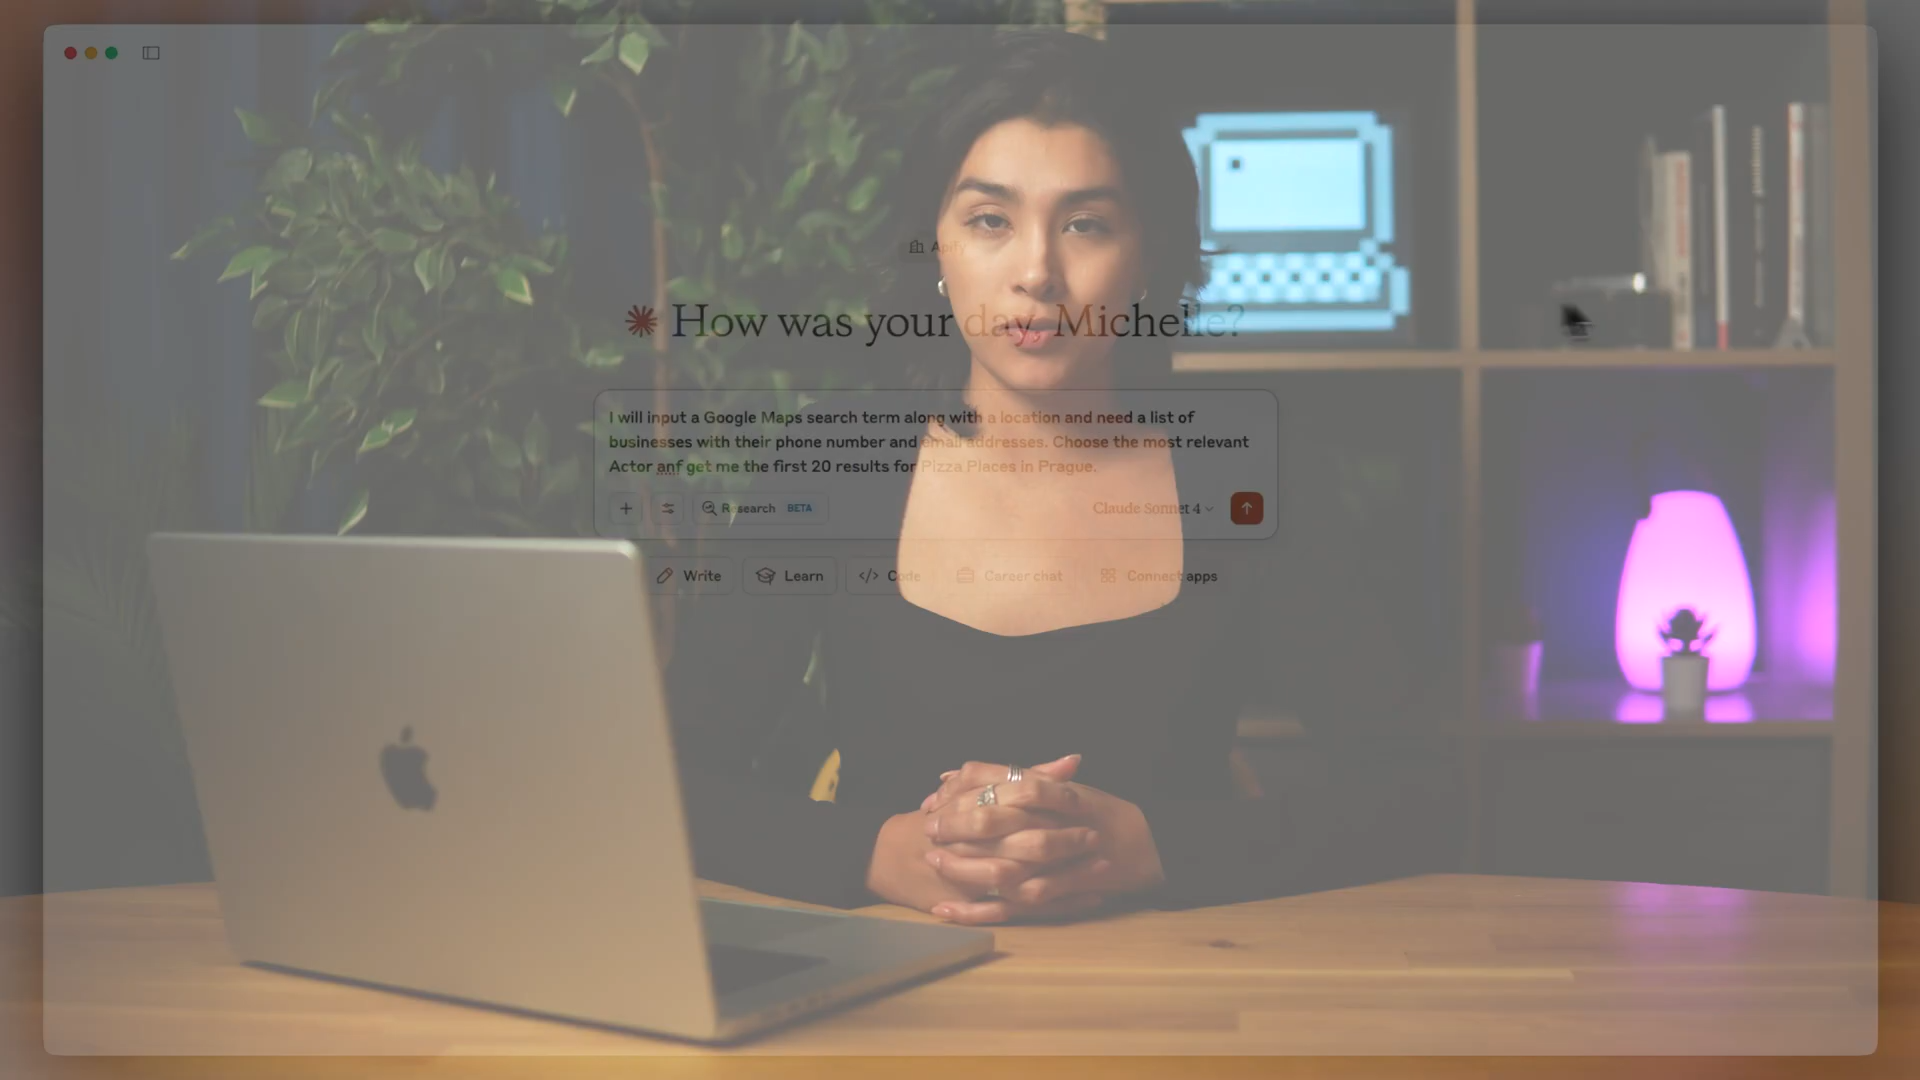 Apify
How was your day, Michelle?
I will input a Google Maps search term along with a location and need a list of
businesses with their phone number and email addresses. Choose the most relevant
Actor anf get me the first 20 results for Pizza Places in Prague.
Research BETA
Claude Sonnet 4
Write
Learn
Code
Career chat
Connect apps